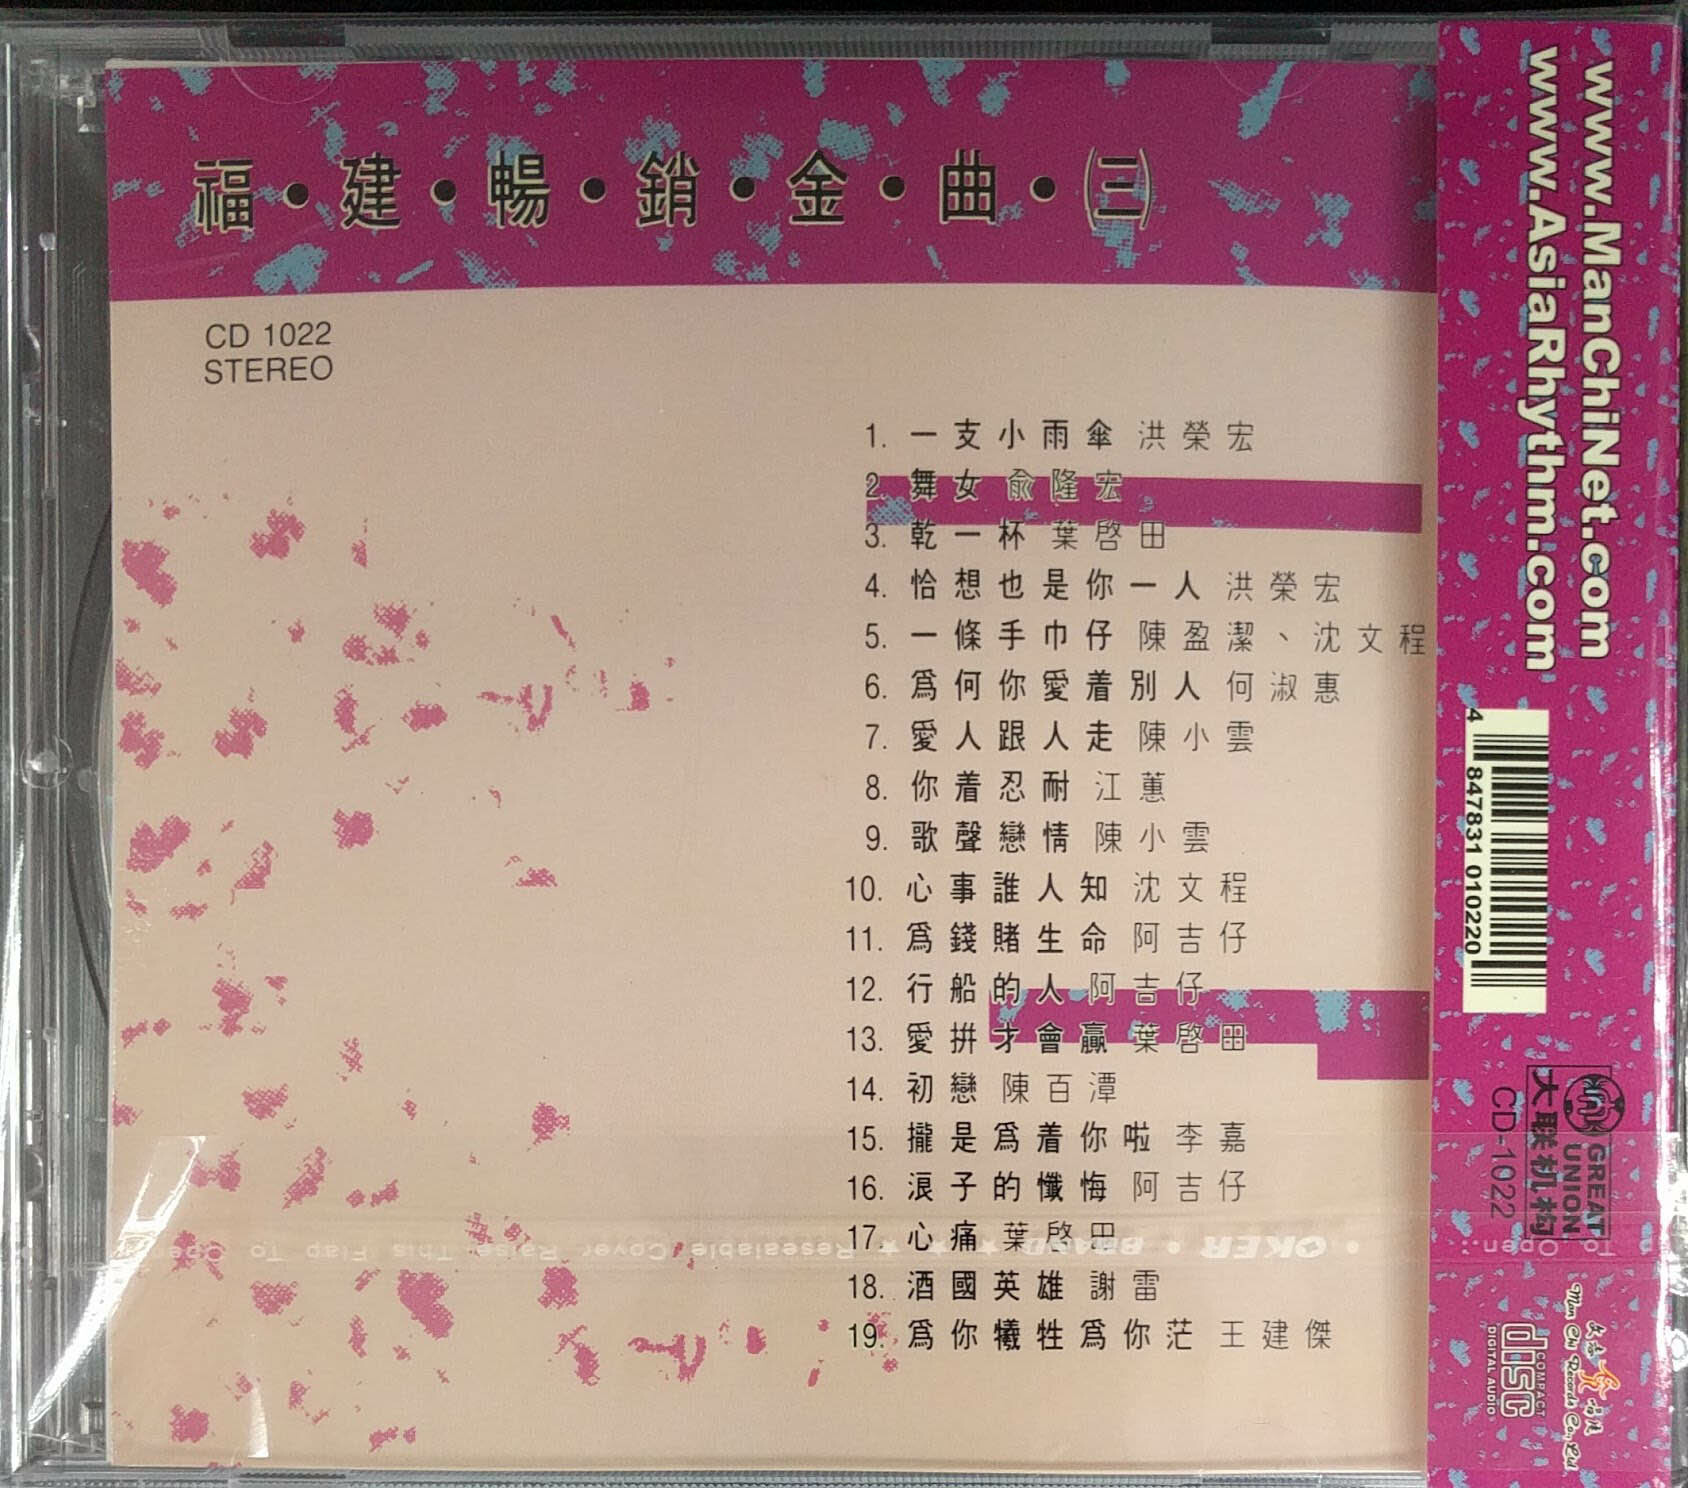 福・建・暢・銷・金・曲・(三)
CD 1022
STEREO
1. 一支小雨傘 洪榮宏
2. 舞女 俞隆宏
3. 乾一杯 葉啓田
4. 恰想也是你一人 洪榮宏
5. 一條手巾仔 陳盈潔、沈文程
6. 爲何你愛着別人 何淑惠
7. 愛人跟人走 陳小雲
8. 你着忍耐 江蕙
9. 歌聲戀情 陳小雲
10. 心事誰人知 沈文程
11. 爲錢賭生命 阿吉仔
12. 行船的人 阿吉仔
13. 愛拚才會贏 葉啓田
14. 初戀 陳百潭
15. 攏是爲着你啦 李嘉
16. 浪子的懺悔 阿吉仔
17. 心痛 葉啓田
18. 酒國英雄 謝雷
19. 爲你犧牲爲你茫 王建傑
www.ManChiNet.com
www.AsiaRhythm.com
4 847831 010220
GREAT UNION
大联机构
CD-1022
Man Chi Records Co., Ltd
COMPACT
disc
DIGITAL AUDIO
To Open...
• OKER • BRAND ★ ★ ★ Resealable Cover Raise This Flap To Open